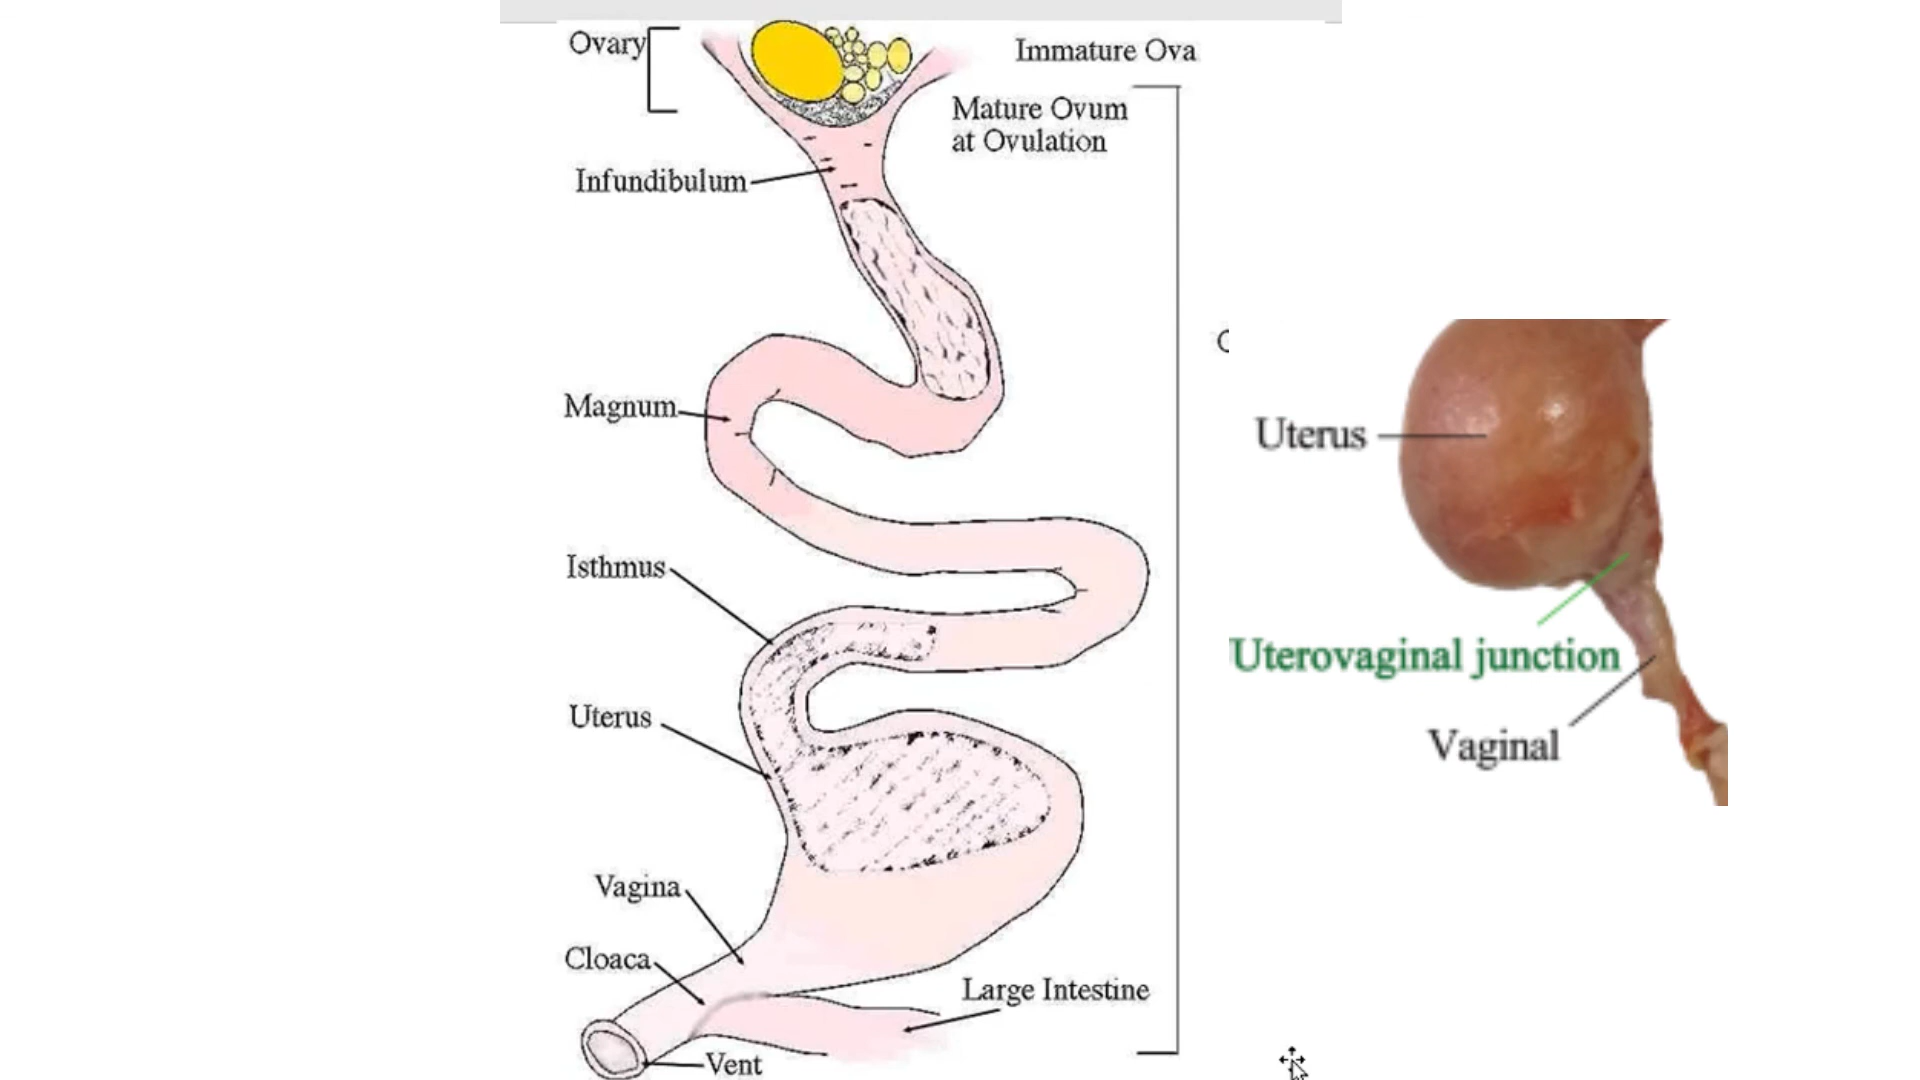 Ovary
Immature Ova
Mature Ovum
at Ovulation
Infundibulum
Magnum
Isthmus
Uterus
Vagina
Cloaca
Large Intestine
Vent
Uterus
Uterovaginal junction
Vaginal